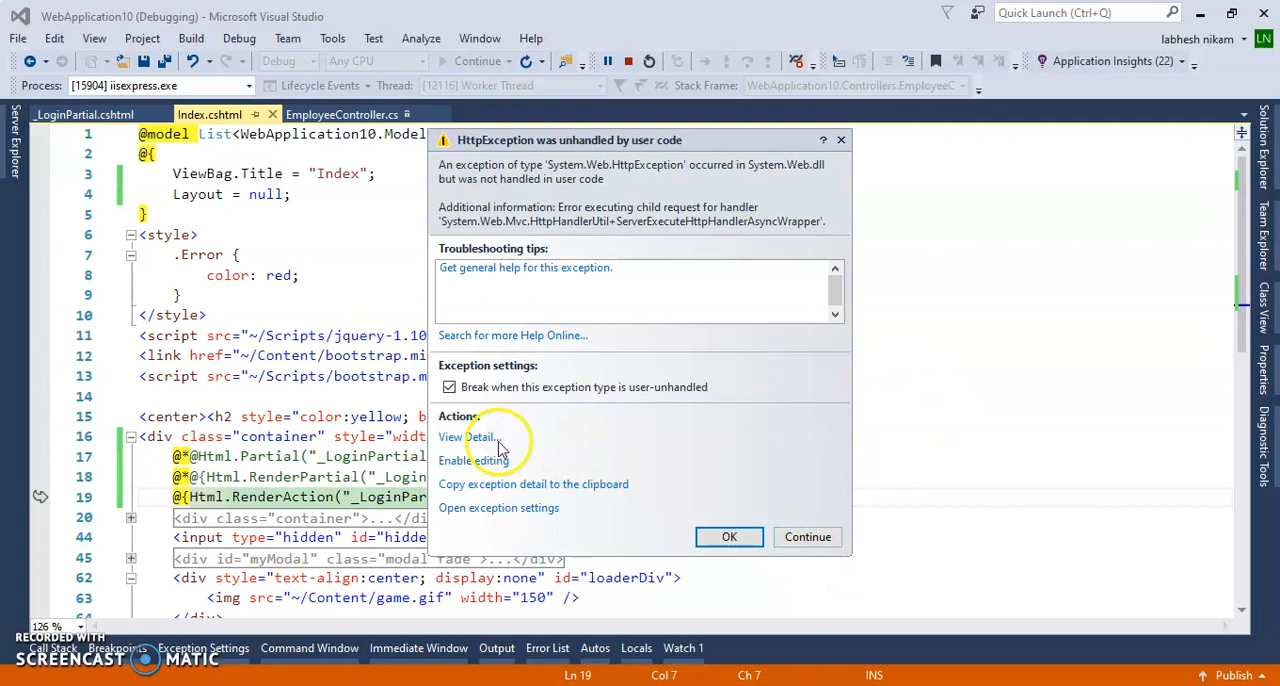 WebApplication10 (Debugging) - Microsoft Visual Studio
Quick Launch (Ctrl+Q)
File Edit View Project Build Debug Team Tools Test Analyze Window Help
labhesh nikam LN
Debug Any CPU Continue Application Insights (22)
Process: [15904] iisexpress.exe Lifecycle Events Thread: [12116] Worker Thread Stack Frame: WebApplication10.Controllers.EmployeeC
_LoginPartial.cshtml Index.cshtml EmployeeController.cs
Server Explorer
Solution Explorer
Team Explorer
Class View
Properties
Diagnostic Tools
1 @model List<WebApplication10.Model
2 @{
3 ViewBag.Title = "Index";
4 Layout = null;
5 }
6 <style>
7 .Error {
8 color: red;
9 }
10 </style>
11 <script src="~/Scripts/jquery-1.10
12 <link href="~/Content/bootstrap.mi
13 <script src="~/Scripts/bootstrap.m
14
15 <center><h2 style="color:yellow; b
16 <div class="container" style="widt
17 @*@Html.Partial("_LoginPartial
18 @*@{Html.RenderPartial("_Login
19 @{Html.RenderAction("_LoginPar
20 <div class="container">...</di
44 <input type="hidden" id="hidde
45 <div id="myModal" class="modal fade ">...</div>
62 <div style="text-align:center; display:none" id="loaderDiv">
63 <img src="~/Content/game.gif" width="150" />
64 </div>
HttpException was unhandled by user code
An exception of type 'System.Web.HttpException' occurred in System.Web.dll
but was not handled in user code
Additional information: Error executing child request for handler
'System.Web.Mvc.HttpHandlerUtil+ServerExecuteHttpHandlerAsyncWrapper'.
Troubleshooting tips:
Get general help for this exception.
Search for more Help Online...
Exception settings:
Break when this exception type is user-unhandled
Actions:
View Detail...
Enable editing
Copy exception detail to the clipboard
Open exception settings
OK Continue
126 %
RECORDED WITH
SCREENCAST MATIC
Call Stack Breakpoints Exception Settings Command Window Immediate Window Output Error List Autos Locals Watch 1
Ln 19 Col 7 Ch 7 INS Publish